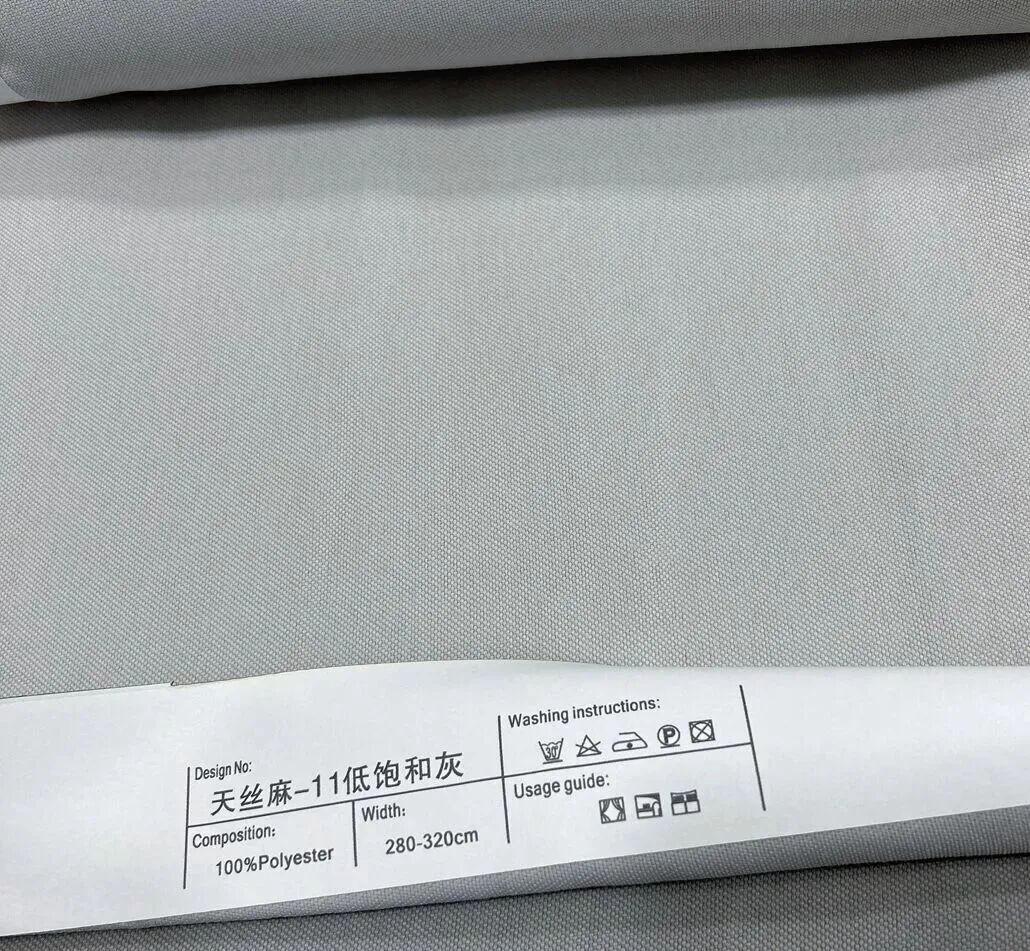 Design No:
天丝麻-11低饱和灰
Composition:
100%Polyester
Width:
280-320cm
Washing instructions:
30°
P
Usage guide: